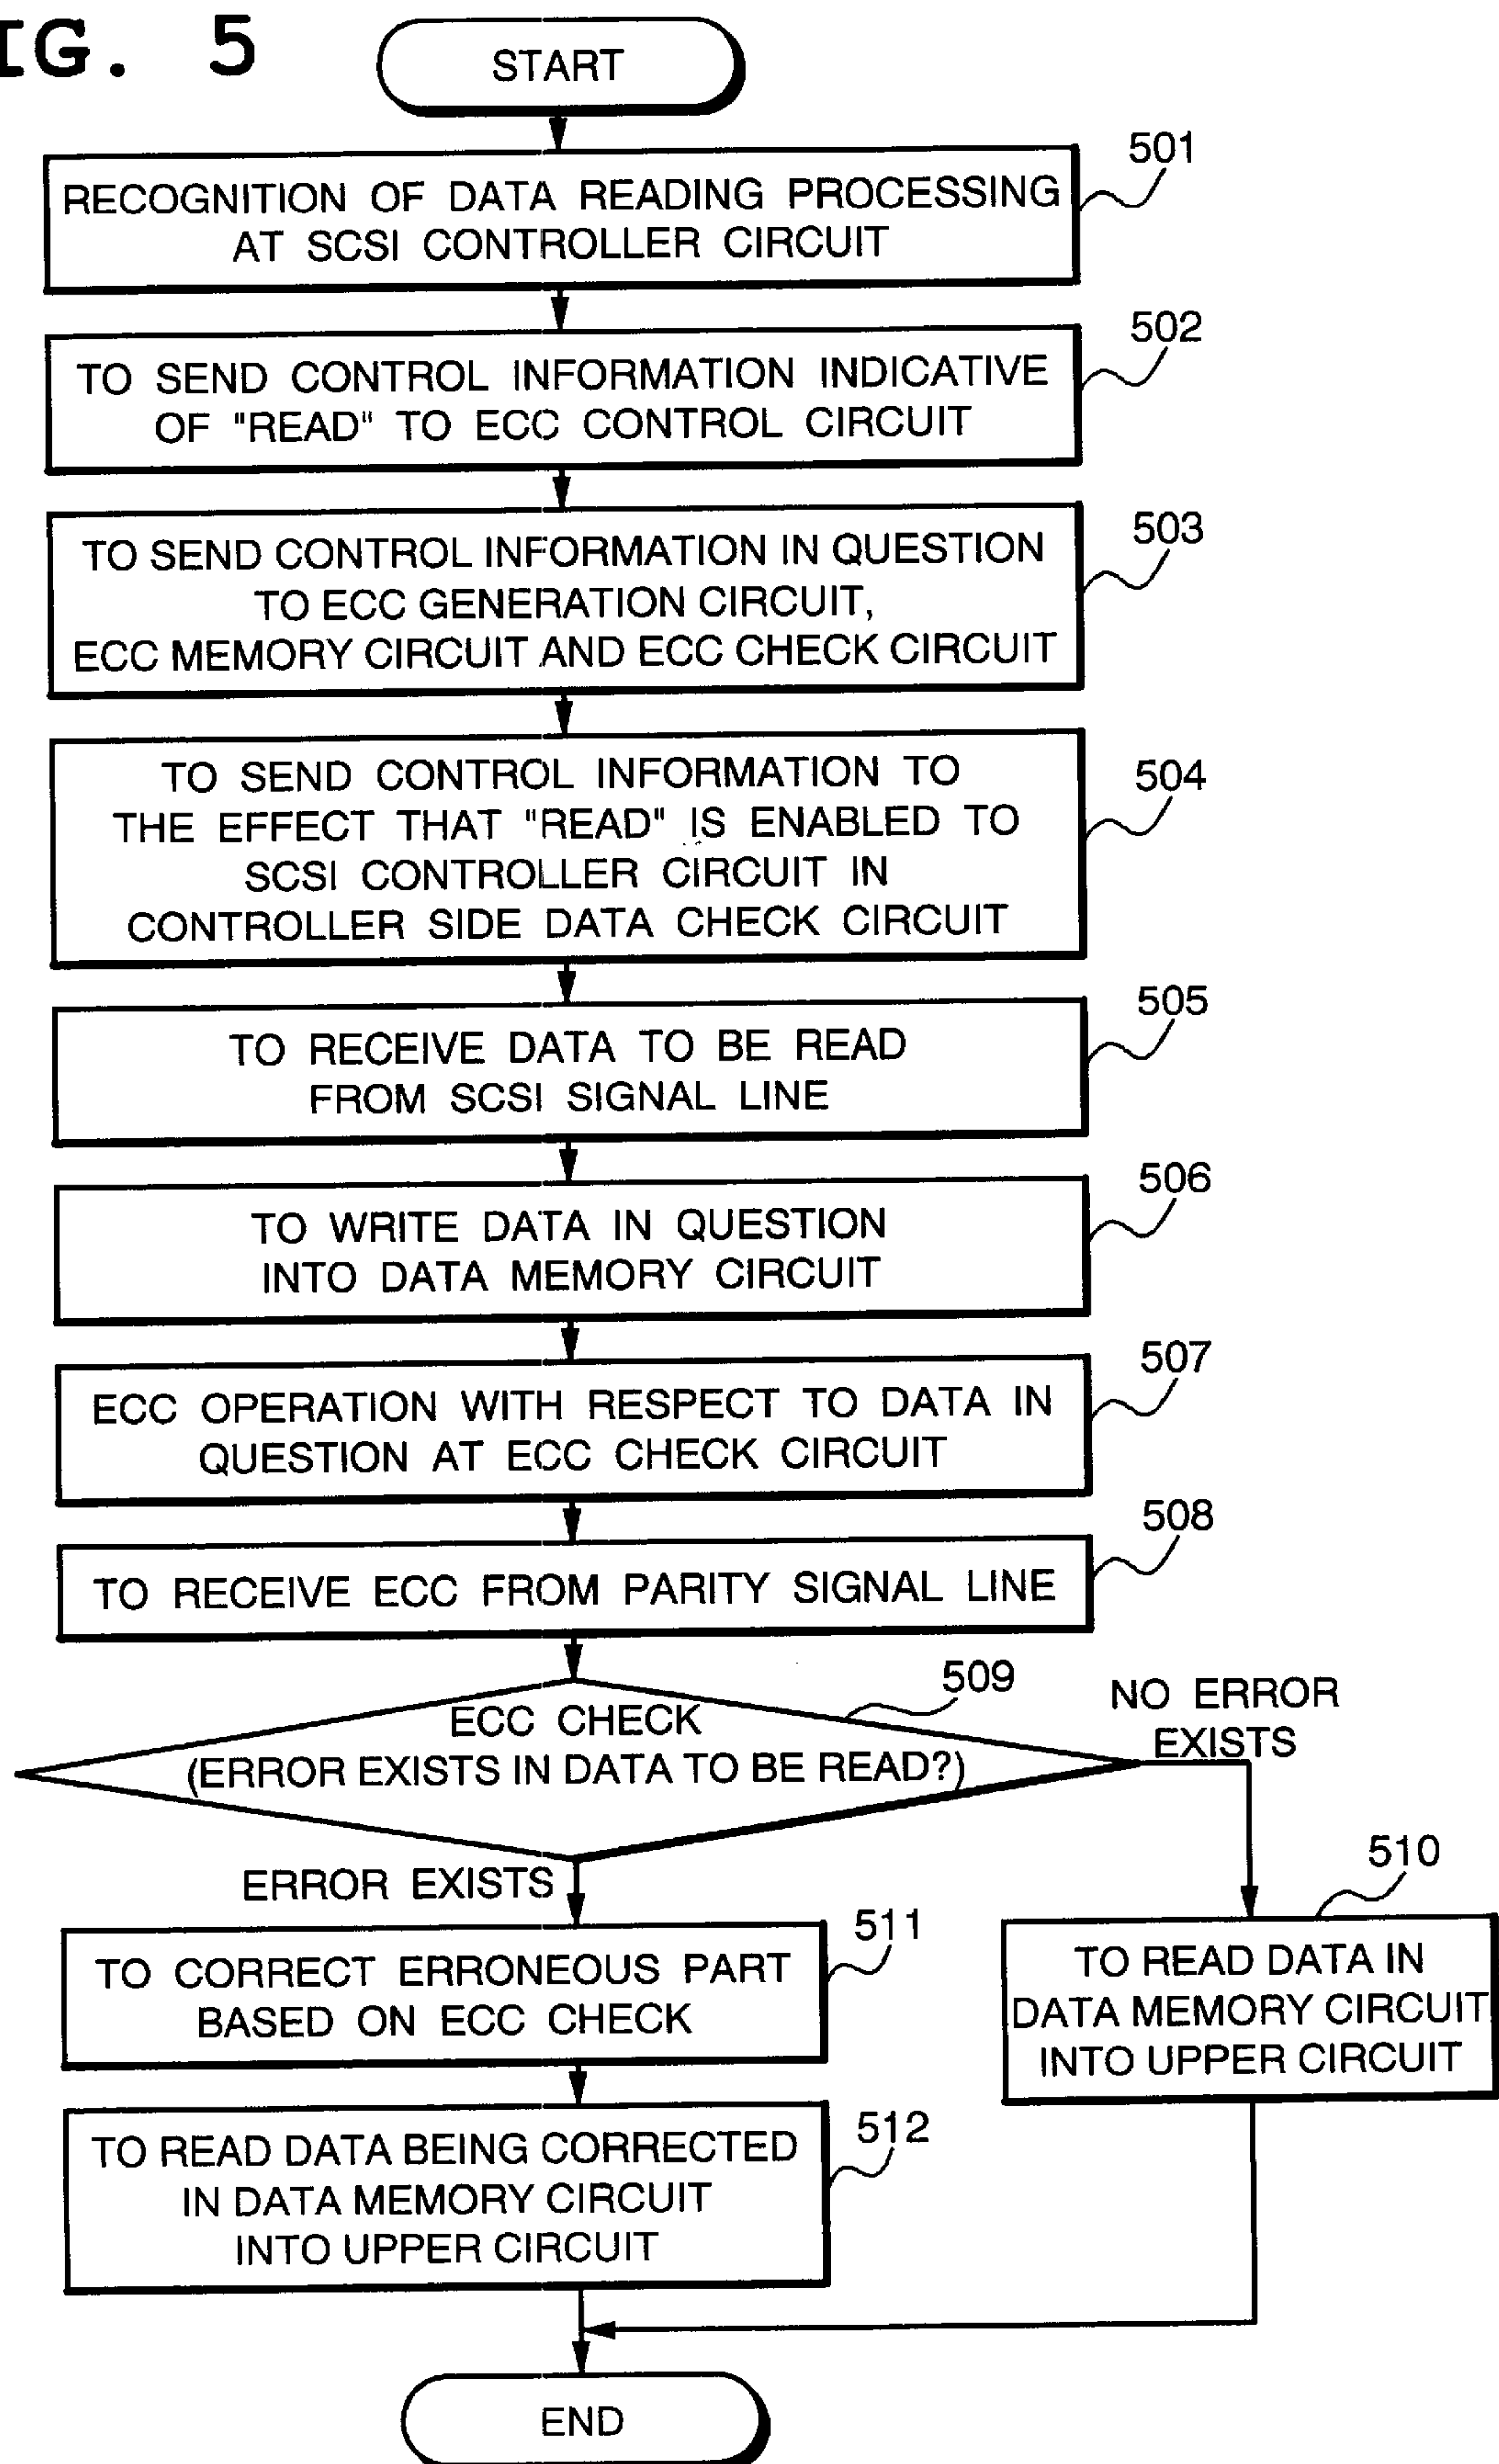 IG. 5
START
501
RECOGNITION OF DATA READING PROCESSING
AT SCSI CONTROLLER CIRCUIT
502
TO SEND CONTROL INFORMATION INDICATIVE
OF "READ" TO ECC CONTROL CIRCUIT
503
TO SEND CONTROL INFORMATION IN QUESTION
TO ECC GENERATION CIRCUIT,
ECC MEMORY CIRCUIT AND ECC CHECK CIRCUIT
504
TO SEND CONTROL INFORMATION TO
THE EFFECT THAT "READ" IS ENABLED TO
SCSI CONTROLLER CIRCUIT IN
CONTROLLER SIDE DATA CHECK CIRCUIT
505
TO RECEIVE DATA TO BE READ
FROM SCSI SIGNAL LINE
506
TO WRITE DATA IN QUESTION
INTO DATA MEMORY CIRCUIT
507
ECC OPERATION WITH RESPECT TO DATA IN
QUESTION AT ECC CHECK CIRCUIT
508
TO RECEIVE ECC FROM PARITY SIGNAL LINE
509
ECC CHECK
(ERROR EXISTS IN DATA TO BE READ?)
NO ERROR
EXISTS
ERROR EXISTS
510
TO READ DATA IN
DATA MEMORY CIRCUIT
INTO UPPER CIRCUIT
511
TO CORRECT ERRONEOUS PART
BASED ON ECC CHECK
512
TO READ DATA BEING CORRECTED
IN DATA MEMORY CIRCUIT
INTO UPPER CIRCUIT
END